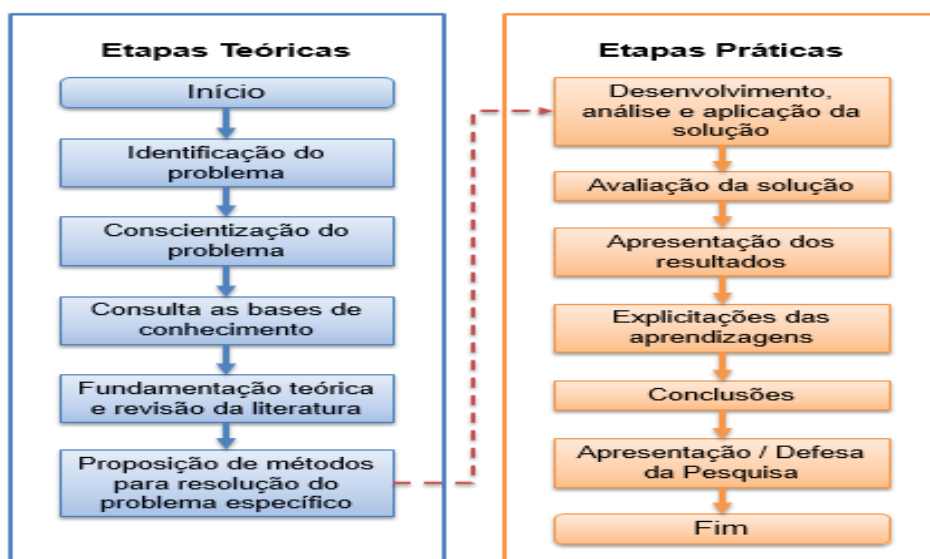 Etapas Teóricas
Início
Identificação do
problema
Conscientização do
problema
Consulta as bases de
conhecimento
Fundamentação teórica
e revisão da literatura
Proposição de métodos
para resolução do
problema específico
Etapas Práticas
Desenvolvimento,
análise e aplicação da
solução
Avaliação da solução
Apresentação dos
resultados
Explicitações das
aprendizagens
Conclusões
Apresentação / Defesa
da Pesquisa
Fim